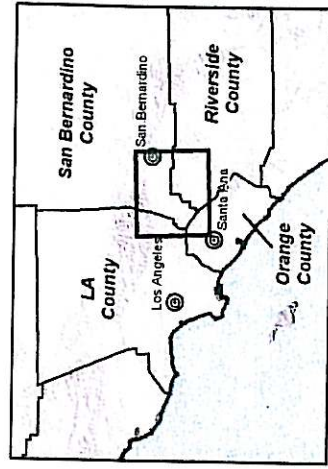 San Bernardino
County
San Bernardino
LA
County
Los Angeles
Riverside
County
Santa Ana
Orange
County